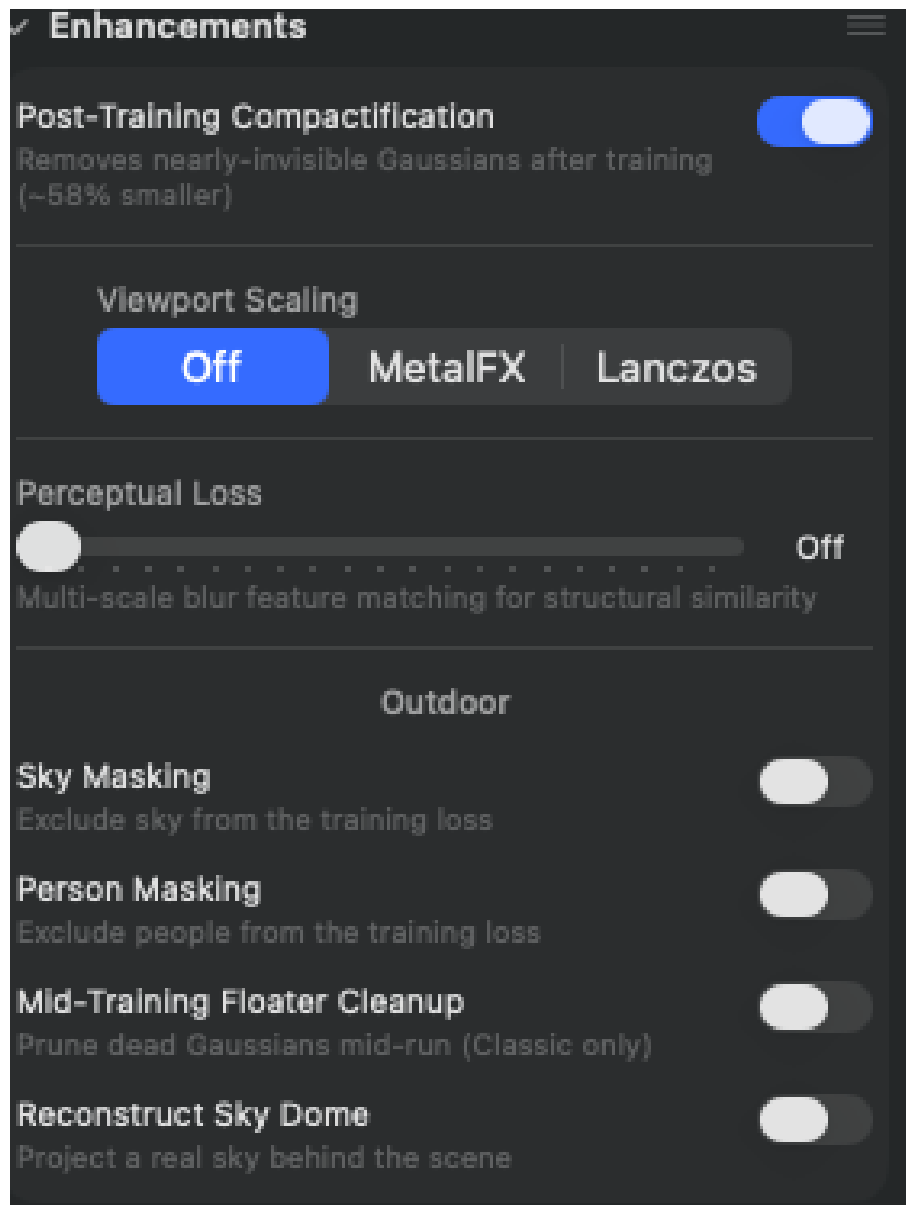 Enhancements
Post-Training Compactification
Removes nearly-invisible Gaussians after training
(~58% smaller)
Viewport Scaling
Off MetalFX Lanczos
Perceptual Loss
Off
Multi-scale blur feature matching for structural similarity
Outdoor
Sky Masking
Exclude sky from the training loss
Person Masking
Exclude people from the training loss
Mid-Training Floater Cleanup
Prune dead Gaussians mid-run (Classic only)
Reconstruct Sky Dome
Project a real sky behind the scene